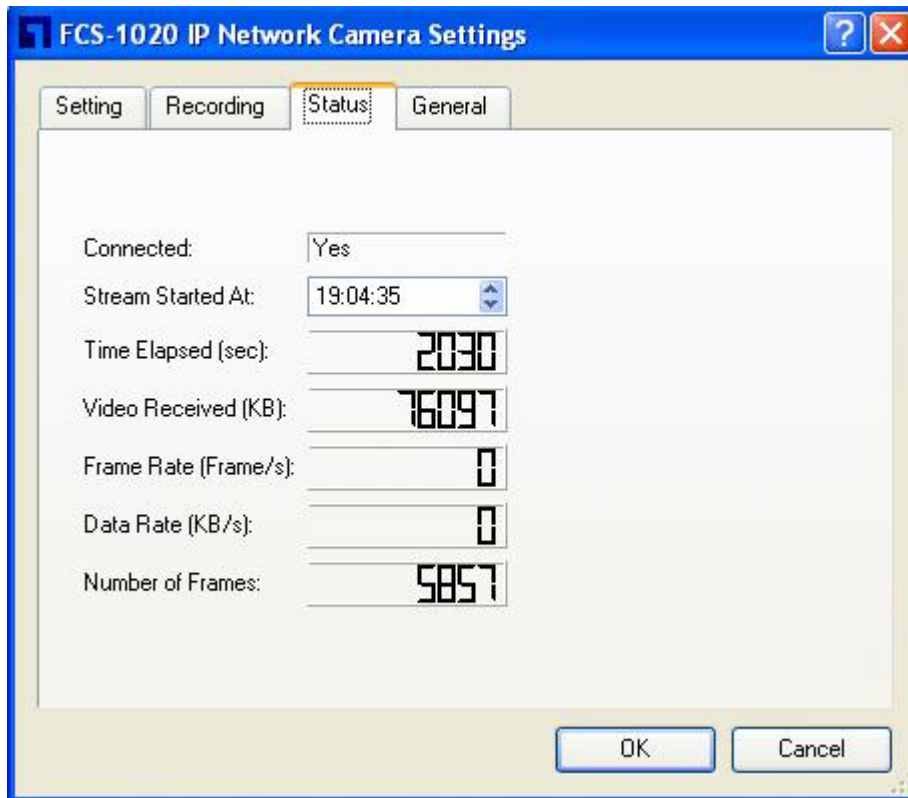 FCS-1020 IP Network Camera Settings
Setting Recording Status General
Connected: Yes
Stream Started At: 19:04:35
Time Elapsed (sec): 2030
Video Received (KB): 76097
Frame Rate (Frame/s): 0
Data Rate (KB/s): 0
Number of Frames: 5857
OK Cancel